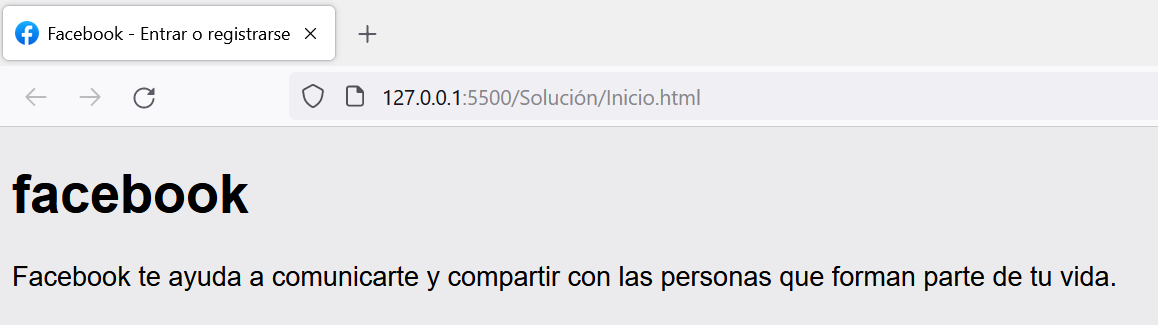 Facebook - Entrar o registrarse
127.0.0.1:5500/Solución/Inicio.html
facebook
Facebook te ayuda a comunicarte y compartir con las personas que forman parte de tu vida.